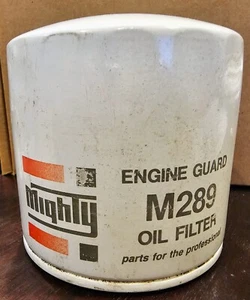 Mighty
ENGINE GUARD
M289
OIL FILTER
parts for the professional